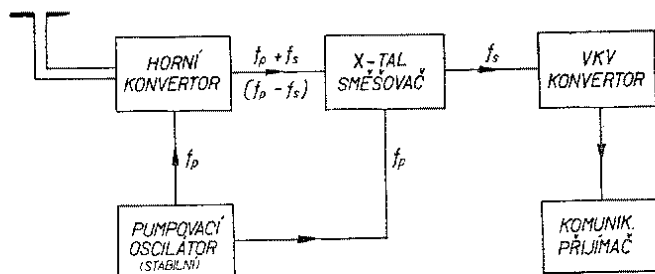 HORNÍ
KONVERTOR
fp + fs
(fp - fs)
X-TAL
SMĚŠOVAČ
fs
VKV
KONVERTOR
fp
fp
PUMPOVACÍ
OSCILÁTOR
(STABILNÍ)
KOMUNIK.
PŘIJÍMAČ